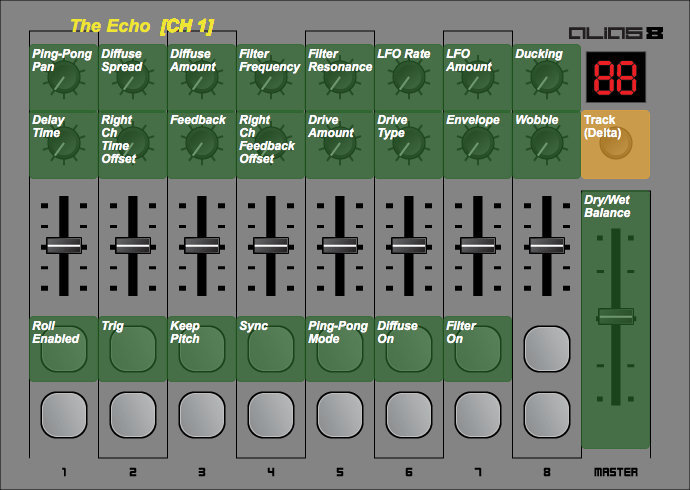 The Echo [CH 1]
ALIAS 8
Ping-Pong Pan
Diffuse Spread
Diffuse Amount
Filter Frequency
Filter Resonance
LFO Rate
LFO Amount
Ducking
88
Delay Time
Right Ch Time Offset
Feedback
Right Ch Feedback Offset
Drive Amount
Drive Type
Envelope
Wobble
Track (Delta)
Dry/Wet Balance
Roll Enabled
Trig
Keep Pitch
Sync
Ping-Pong Mode
Diffuse On
Filter On
1 2 3 4 5 6 7 8 MASTER